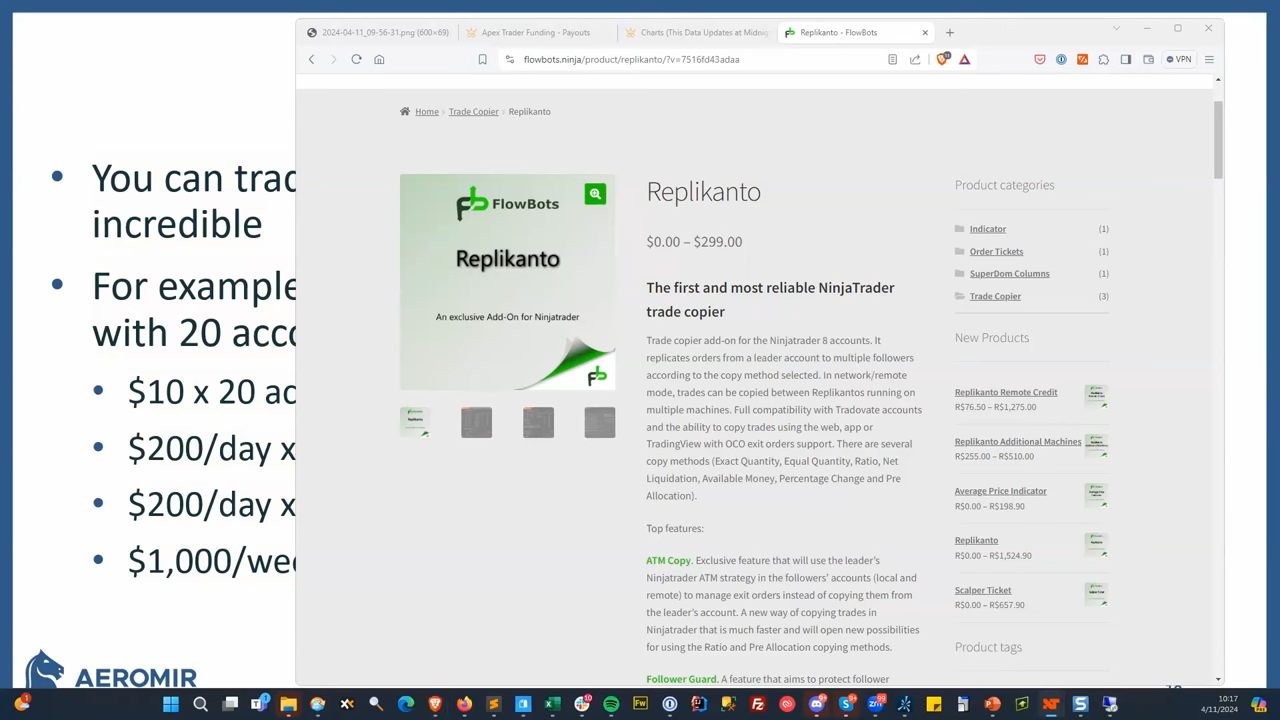 2024-04-11_09-56-31.png (600×69)
Apex Trader Funding - Payouts
Charts (This Data Updates at Midnig
Replikanto - FlowBots
flowbots.ninja/product/replikanto/?v=7516fd43adaa
VPN
Home
Trade Copier
Replikanto
You can trad
incredible
For example
with 20 acco
$10 x 20 ac
$200/day x
$200/day x
$1,000/wee
AEROMIR
FlowBots
Replikanto
An exclusive Add-On for Ninjatrader
Replikanto
$0.00 – $299.00
The first and most reliable NinjaTrader
trade copier
Trade copier add-on for the Ninjatrader 8 accounts. It
replicates orders from a leader account to multiple followers
according to the copy method selected. In network/remote
mode, trades can be copied between Replikantos running on
multiple machines. Full compatibility with Tradovate accounts
and the ability to copy trades using the web, app or
TradingView with OCO exit orders support. There are several
copy methods (Exact Quantity, Equal Quantity, Ratio, Net
Liquidation, Available Money, Percentage Change and Pre
Allocation).
Top features:
ATM Copy. Exclusive feature that will use the leader's
Ninjatrader ATM strategy in the followers' accounts (local and
remote) to manage exit orders instead of copying them from
the leader's account. A new way of copying trades in
Ninjatrader that is much faster and will open new possibilities
for using the Ratio and Pre Allocation copying methods.
Follower Guard. A feature that aims to protect follower
Product categories
Indicator (1)
Order Tickets (1)
SuperDom Columns (1)
Trade Copier (3)
New Products
Replikanto Remote Credit
R$76.50 – R$1,275.00
Replikanto Additional Machines
R$255.00 – R$510.00
Average Price Indicator
R$0.00 – R$198.90
Replikanto
R$0.00 – R$1,524.90
Scalper Ticket
R$0.00 – R$657.90
Product tags
10:17
4/11/2024